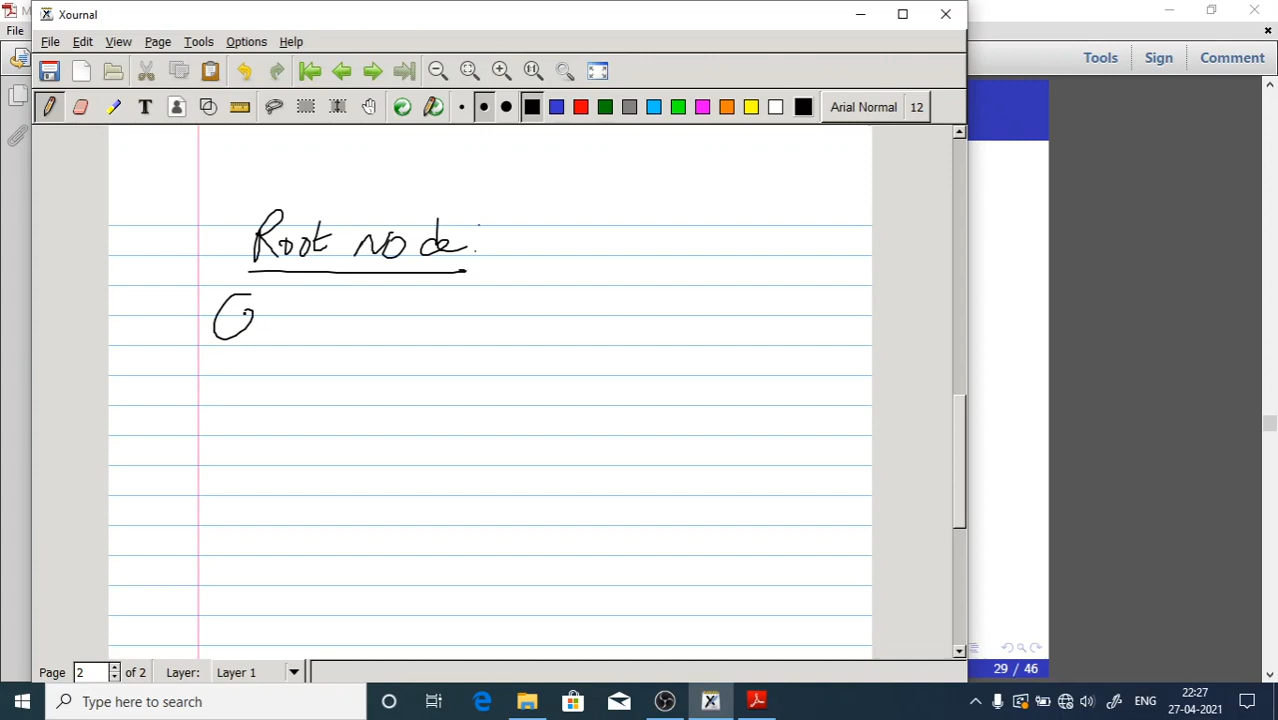 Xournal
File Edit View Page Tools Options Help
Tools Sign Comment
File
T Arial Normal 12
Root node:
G
Page 2 of 2 Layer: Layer 1
29 / 46
Type here to search
ENG 22:27
27-04-2021